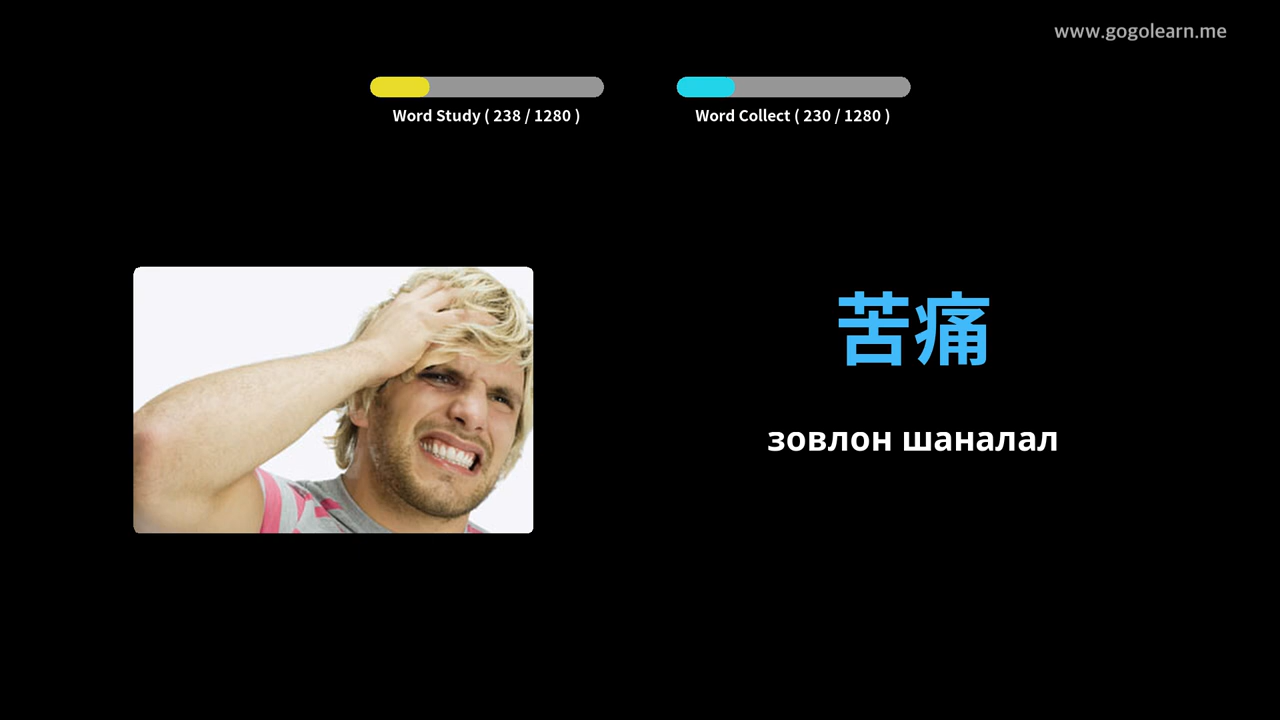 www.gogolearn.me
Word Study ( 238 / 1280 )
Word Collect ( 230 / 1280 )
苦痛
зовлон шаналал